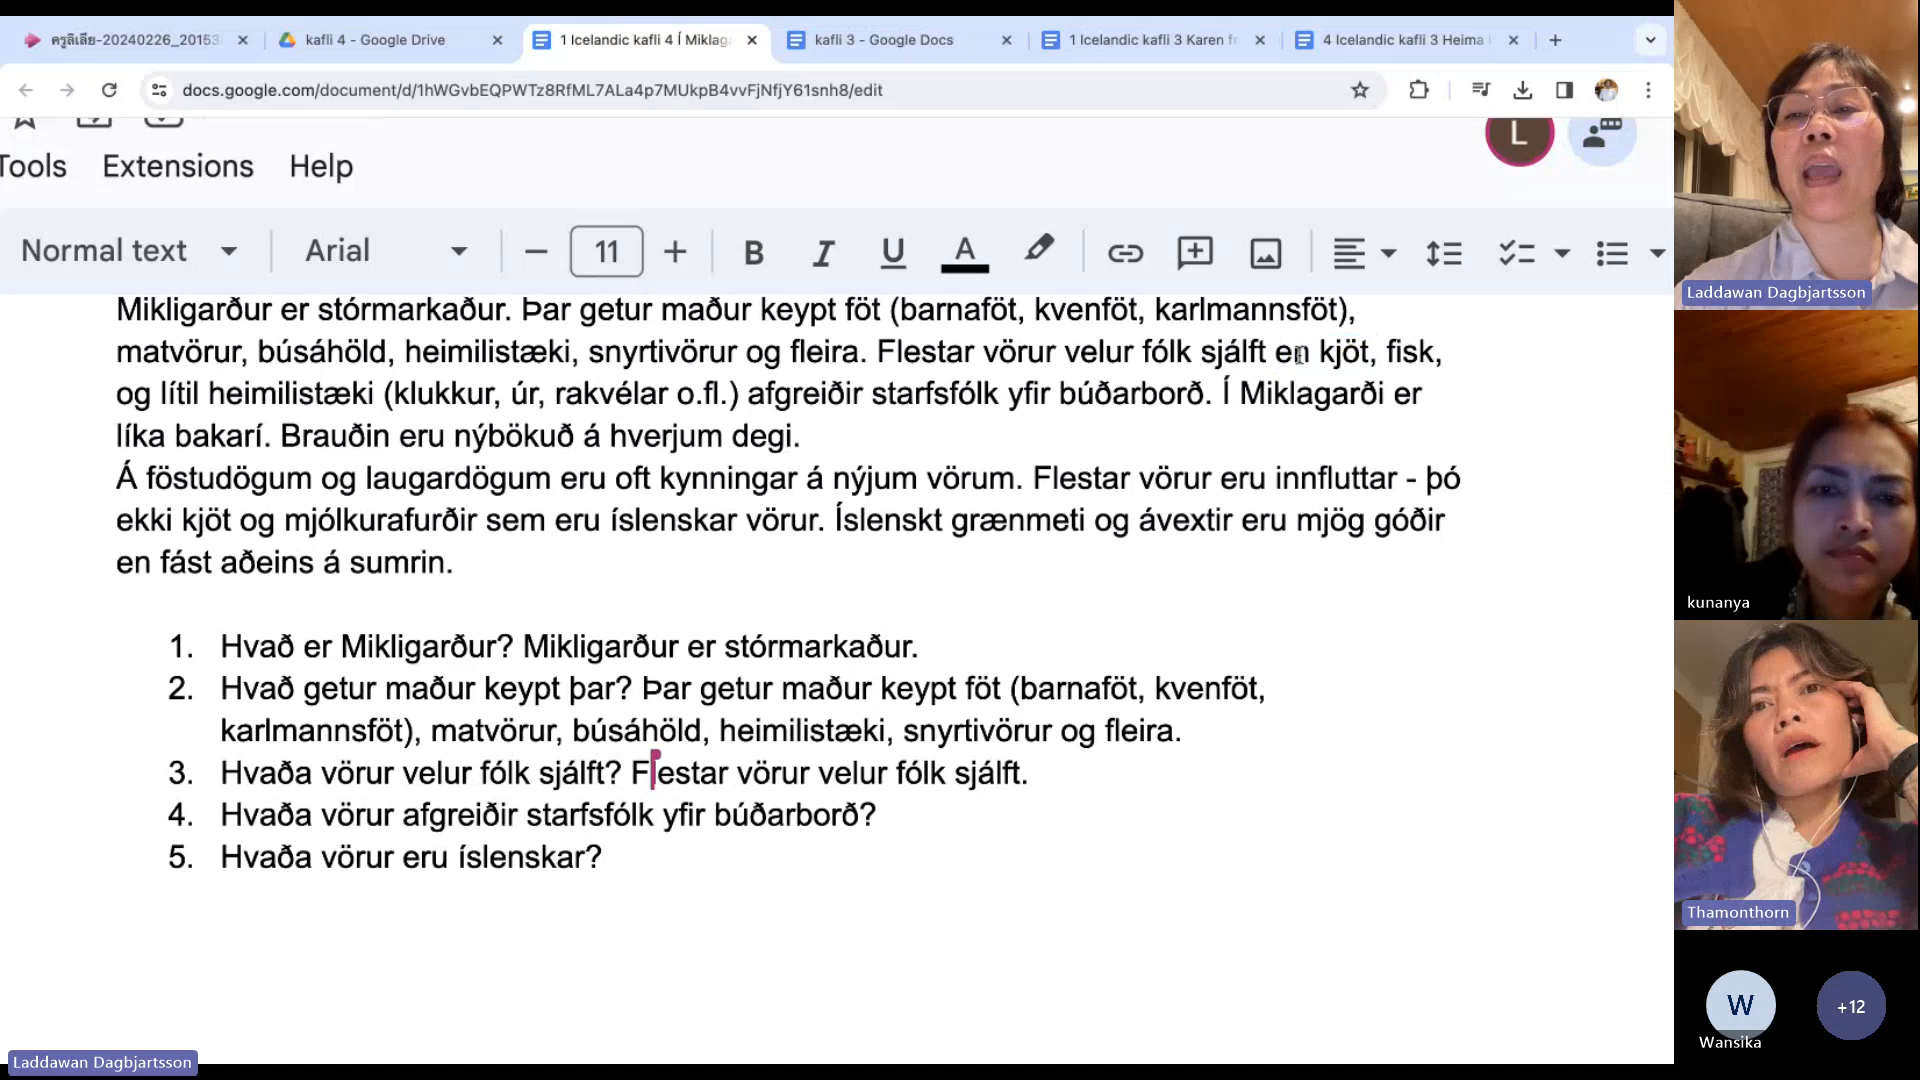 ครูลิเลีย-20240226_20153
kafli 4 - Google Drive
1 Icelandic kafli 4 Í Miklag
kafli 3 - Google Docs
1 Icelandic kafli 3 Karen fr
4 Icelandic kafli 3 Heima
docs.google.com/document/d/1hWGvbEQPWTz8RfML7ALa4p7MUkpB4vvFjNfjY61snh8/edit
L
Tools Extensions Help
Normal text Arial 11 B I U A
Mikligarður er stórmarkaður. Þar getur maður keypt föt (barnaföt, kvenföt, karlmannsföt),
matvörur, búsáhöld, heimilistæki, snyrtivörur og fleira. Flestar vörur velur fólk sjálft en kjöt, fisk,
og lítil heimilistæki (klukkur, úr, rakvélar o.fl.) afgreiðir starfsfólk yfir búðarborð. Í Miklagarði er
líka bakarí. Brauðin eru nýbökuð á hverjum degi.
Á föstudögum og laugardögum eru oft kynningar á nýjum vörum. Flestar vörur eru innfluttar - þó
ekki kjöt og mjólkurafurðir sem eru íslenskar vörur. Íslenskt grænmeti og ávextir eru mjög góðir
en fást aðeins á sumrin.
1. Hvað er Mikligarður? Mikligarður er stórmarkaður.
2. Hvað getur maður keypt þar? Þar getur maður keypt föt (barnaföt, kvenföt,
karlmannsföt), matvörur, búsáhöld, heimilistæki, snyrtivörur og fleira.
3. Hvaða vörur velur fólk sjálft? Flestar vörur velur fólk sjálft.
4. Hvaða vörur afgreiðir starfsfólk yfir búðarborð?
5. Hvaða vörur eru íslenskar?
Laddawan Dagbjartsson
Laddawan Dagbjartsson
kunanya
Thamonthorn
W
+12
Wansika